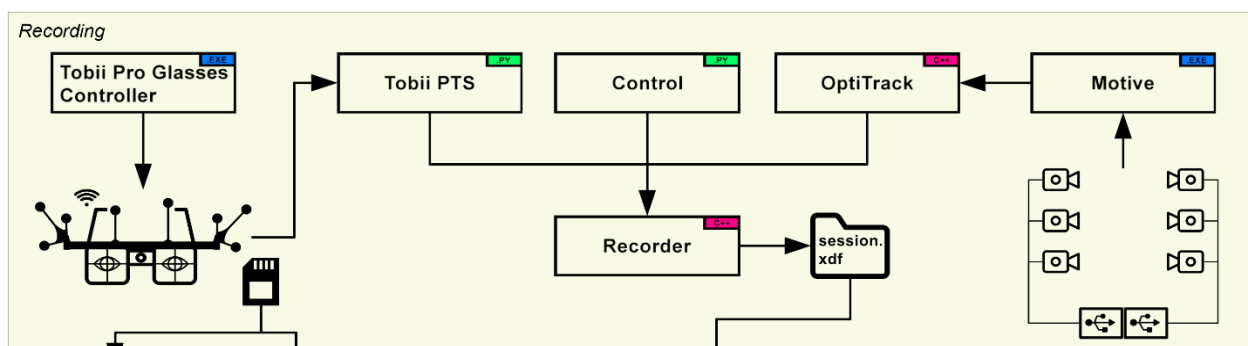 Recording
.EXE
Tobii Pro Glasses
Controller
.PY
Tobii PTS
.PY
Control
C++
OptiTrack
.EXE
Motive
C++
Recorder
session.
xdf